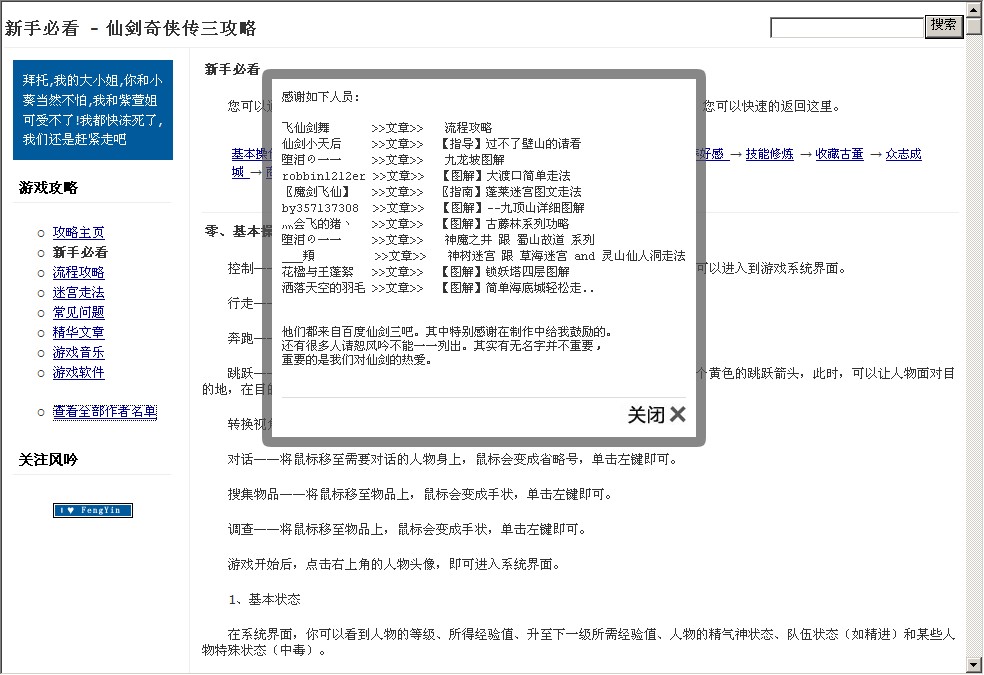 新手必看 - 仙剑奇侠传三攻略
搜索
拜托,我的大小姐,你和小
葵当然不怕,我和紫萱姐
可受不了!我都快冻死了,
我们还是赶紧走吧
游戏攻略
攻略主页
新手必看
流程攻略
迷宫走法
常见问题
精华文章
游戏音乐
游戏软件
查看全部作者名单
关注风吟
I ♥ FengYin
新手必看
您可以
您可以快速的返回这里。
基本操
好感 → 技能修炼 → 收藏古董 → 众志成
城 →
零、基本操
控制——
可以进入到游戏系统界面。
行走——
奔跑——
跳跃——
个黄色的跳跃箭头，此时，可以让人物面对目
的地，在目
转换视角
对话——将鼠标移至需要对话的人物身上，鼠标会变成省略号，单击左键即可。
搜集物品——将鼠标移至物品上，鼠标会变成手状，单击左键即可。
调查——将鼠标移至物品上，鼠标会变成手状，单击左键即可。
游戏开始后，点击右上角的人物头像，即可进入系统界面。
1、基本状态
在系统界面，你可以看到人物的等级、所得经验值、升至下一级所需经验值、人物的精气神状态、队伍状态（如精进）和某些人
物特殊状态（中毒）。
感谢如下人员:
飞仙剑舞 >>文章>> 流程攻略
仙剑小天后 >>文章>> 【指导】过不了壁山的请看
堕泪の一一 >>文章>> 九龙坡图解
robbin1212er >>文章>> 【图解】大渡口简单走法
〖魔剑飞仙〗 >>文章>> 〖指南〗蓬莱迷宫图文走法
by357137308 >>文章>> 【图解】--九顶山详细图解
灬会飞的猪丶 >>文章>> 【图解】古藤林系列功略
堕泪の一一 >>文章>> 神魔之井 跟 蜀山故道 系列
___頪 >>文章>> 神树迷宫 跟 草海迷宫 and 灵山仙人洞走法
花楹与王蓬絮 >>文章>> 【图解】锁妖塔四层图解
洒落天空的羽毛 >>文章>> 【图解】简单海底城轻松走..
他们都来自百度仙剑三吧。其中特别感谢在制作中给我鼓励的。
还有很多人请恕风吟不能一一列出。其实有无名字并不重要,
重要的是我们对仙剑的热爱。
关闭